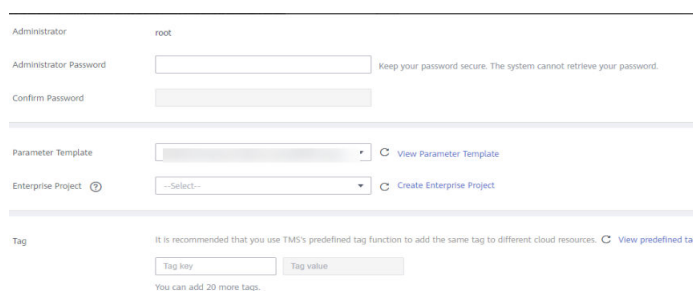 Administrator root
Administrator Password Keep your password secure. The system cannot retrieve your password.
Confirm Password
Parameter Template View Parameter Template
Enterprise Project ? --Select-- Create Enterprise Project
Tag It is recommended that you use TMS's predefined tag function to add the same tag to different cloud resources. View predefined ta
Tag key Tag value
You can add 20 more tags.